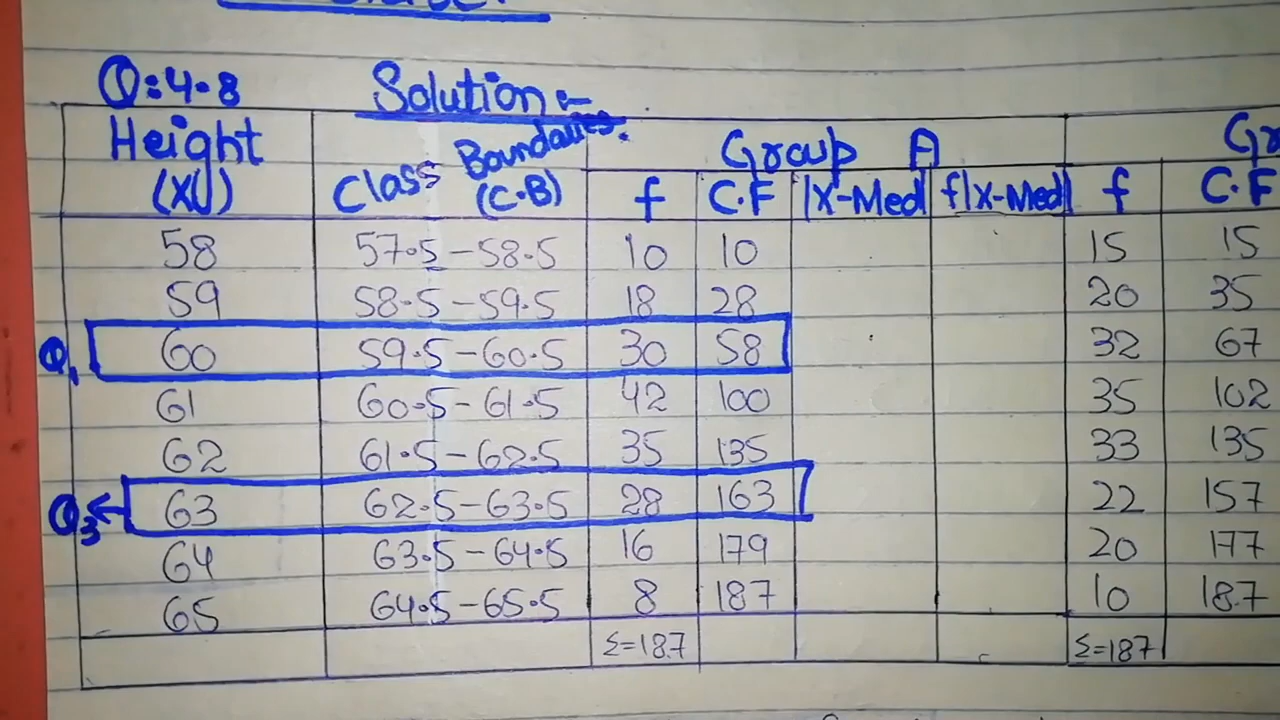 Q:4.8 Solution:-
Height (X) Class Boundaries (C.B) Group A
f C.F |X-Med| f|X-Med| f C.F
58 57.5-58.5 10 10 15 15
59 58.5-59.5 18 28 20 35
Q1 60 59.5-60.5 30 58 32 67
61 60.5-61.5 42 100 35 102
62 61.5-62.5 35 135 33 135
Q3 63 62.5-63.5 28 163 22 157
64 63.5-64.5 16 179 20 177
65 64.5-65.5 8 187 10 187
Σ=187 Σ=187